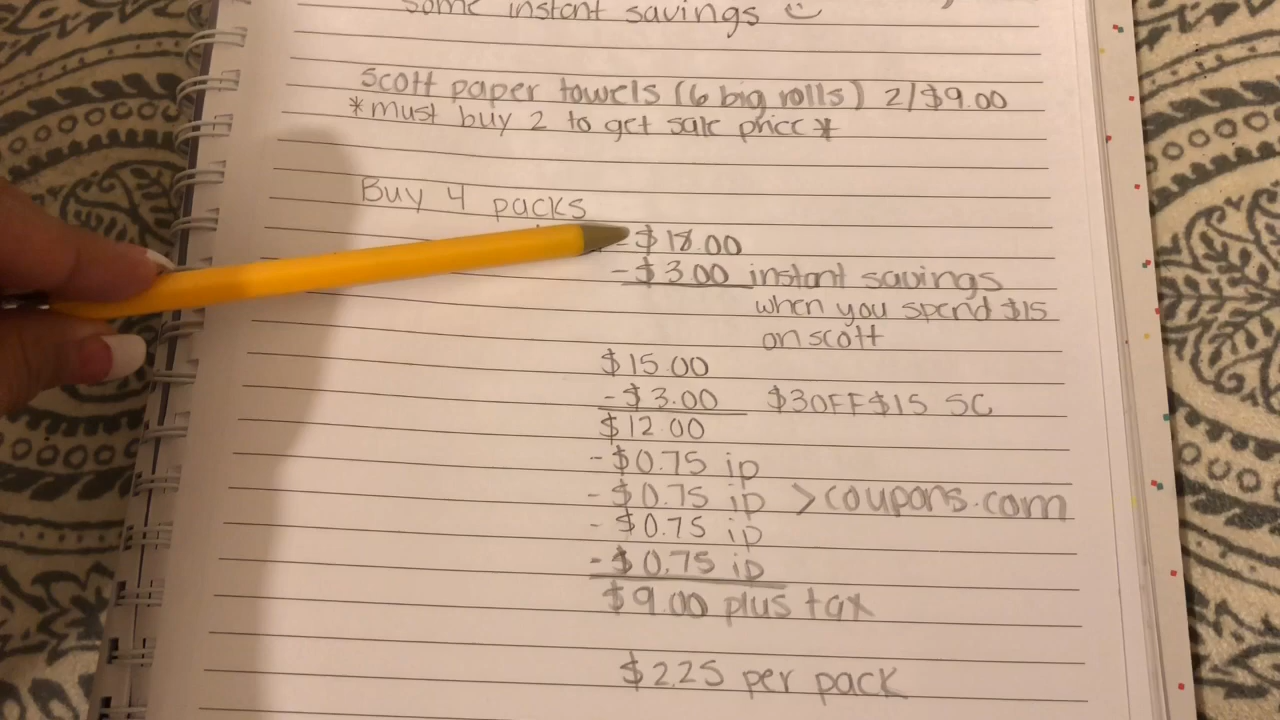 some instant savings
Scott paper towels (6 big rolls) 2/$9.00
*must buy 2 to get sale price*
Buy 4 packs
$18.00
-$3.00 instant savings
when you spend $15
on scott
$15.00
-$3.00 $3OFF$15 SC
$12.00
-$0.75 ip
-$0.75 ip >coupons.com
-$0.75 ip
-$0.75 ip
$9.00 plus tax
$2.25 per pack